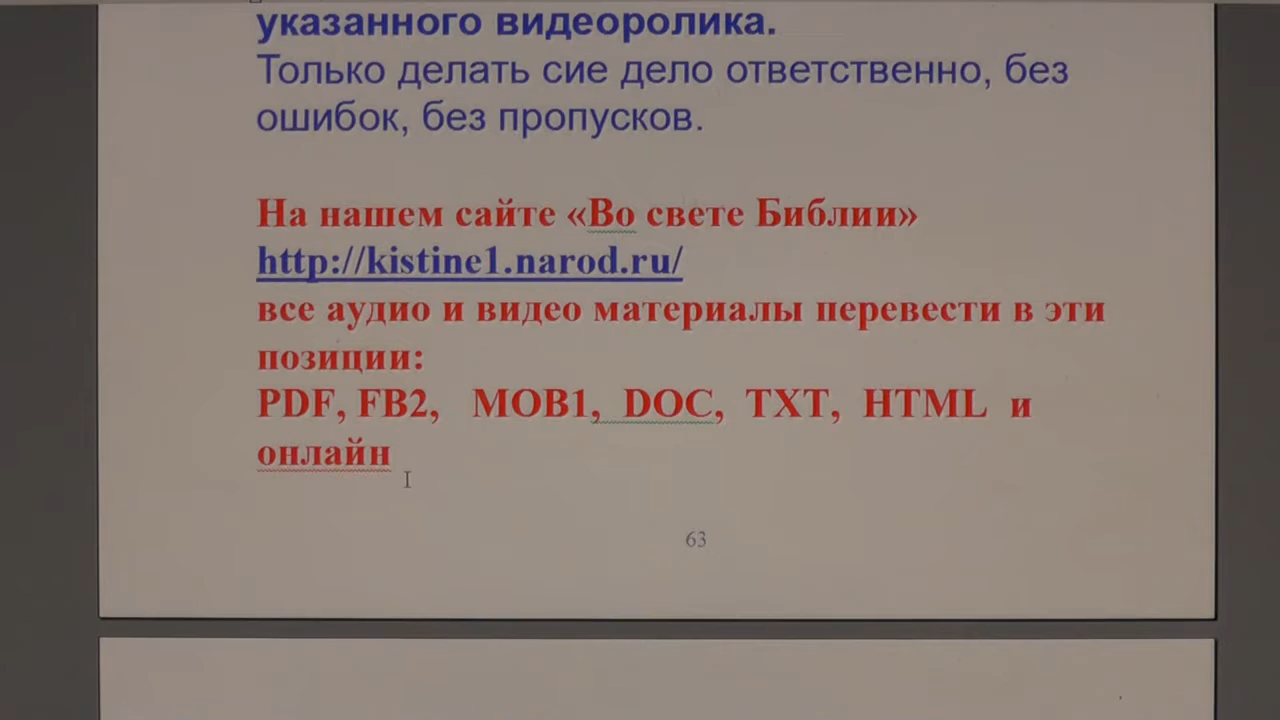 указанного видеоролика.
Только делать сие дело ответственно, без
ошибок, без пропусков.
На нашем сайте «Во свете Библии»
http://kistine1.narod.ru/
все аудио и видео материалы перевести в эти
позиции:
PDF, FB2, MOB1, DOC, TXT, HTML и
онлайн
63